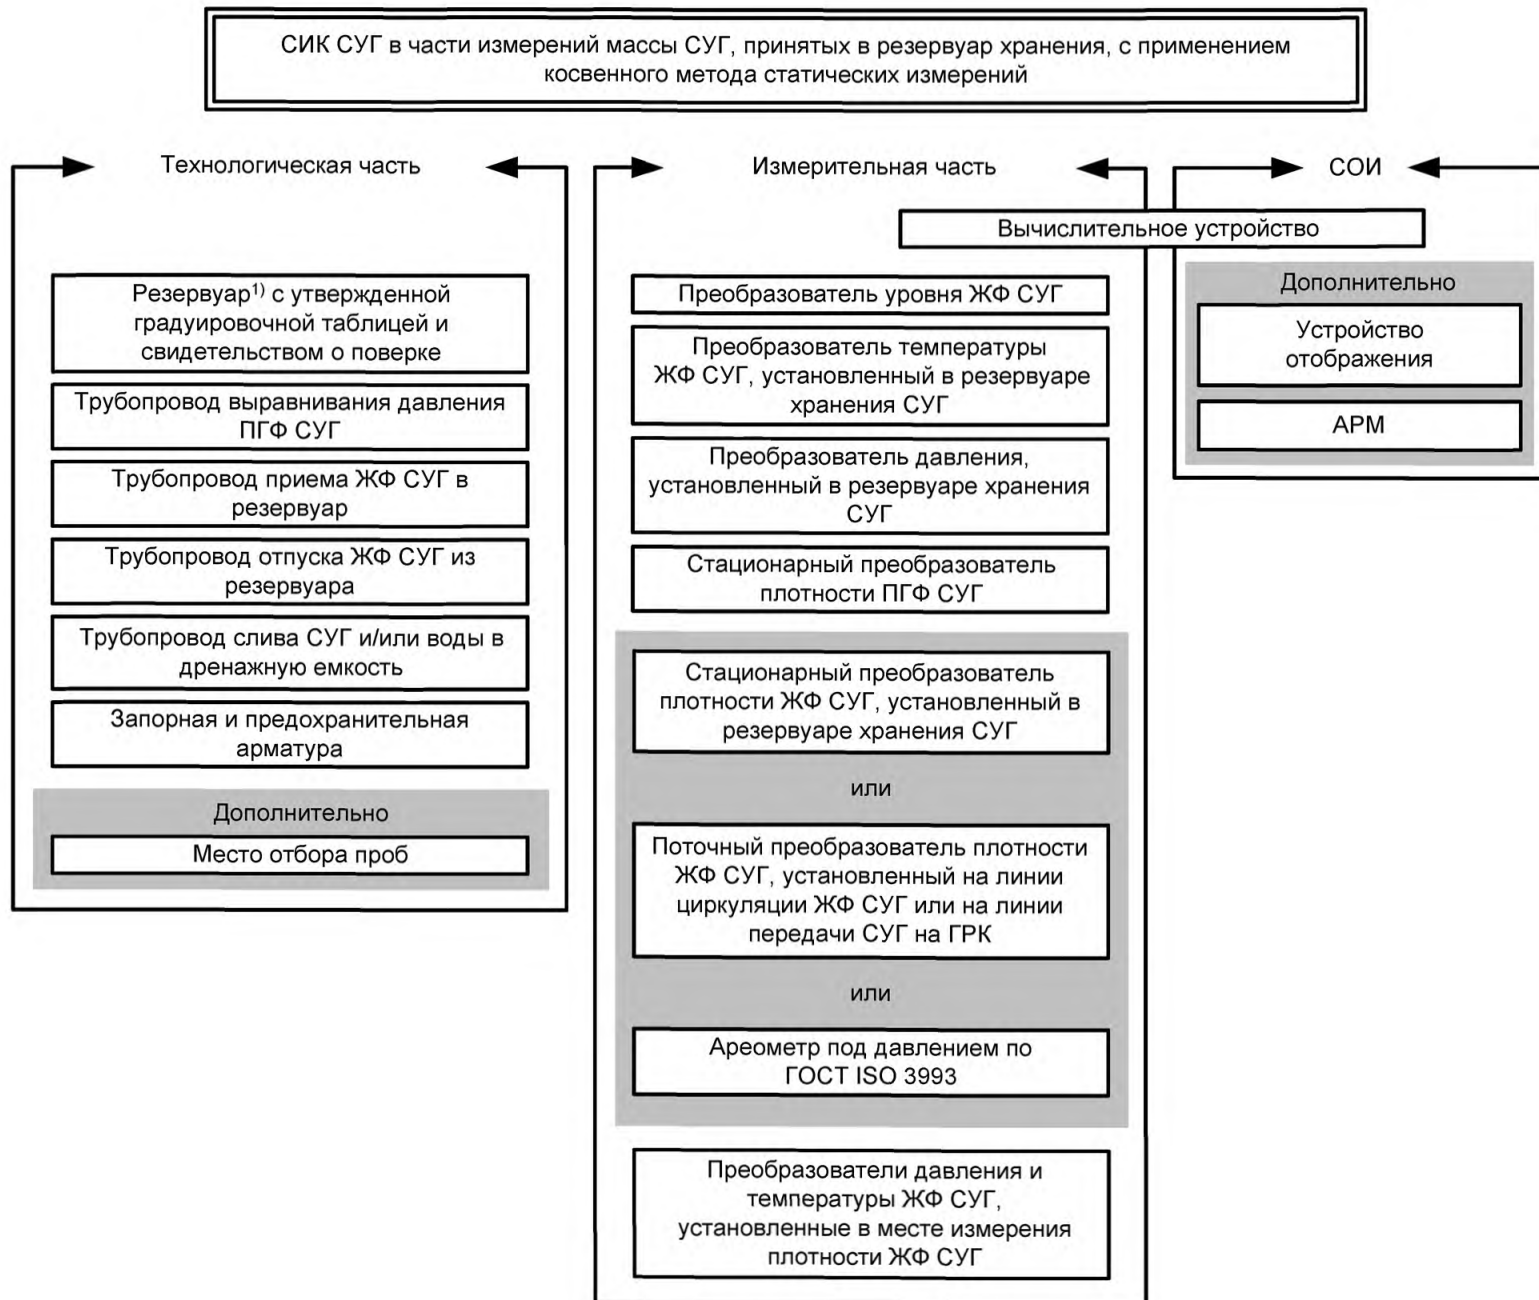 СИК СУГ в части измерений массы СУГ, принятых в резервуар хранения, с применением
косвенного метода статических измерений
Технологическая часть
Резервуар¹⁾ с утвержденной
градуировочной таблицей и
свидетельством о поверке
Трубопровод выравнивания давления
ПГФ СУГ
Трубопровод приема ЖФ СУГ в
резервуар
Трубопровод отпуска ЖФ СУГ из
резервуара
Трубопровод слива СУГ и/или воды в
дренажную емкость
Запорная и предохранительная
арматура
Дополнительно
Место отбора проб
Измерительная часть
Вычислительное устройство
Преобразователь уровня ЖФ СУГ
Преобразователь температуры
ЖФ СУГ, установленный в резервуаре
хранения СУГ
Преобразователь давления,
установленный в резервуаре хранения
СУГ
Стационарный преобразователь
плотности ПГФ СУГ
Стационарный преобразователь
плотности ЖФ СУГ, установленный в
резервуаре хранения СУГ
или
Поточный преобразователь плотности
ЖФ СУГ, установленный на линии
циркуляции ЖФ СУГ или на линии
передачи СУГ на ГРК
или
Ареометр под давлением по
ГОСТ ISO 3993
Преобразователи давления и
температуры ЖФ СУГ,
установленные в месте измерения
плотности ЖФ СУГ
СОИ
Дополнительно
Устройство
отображения
АРМ